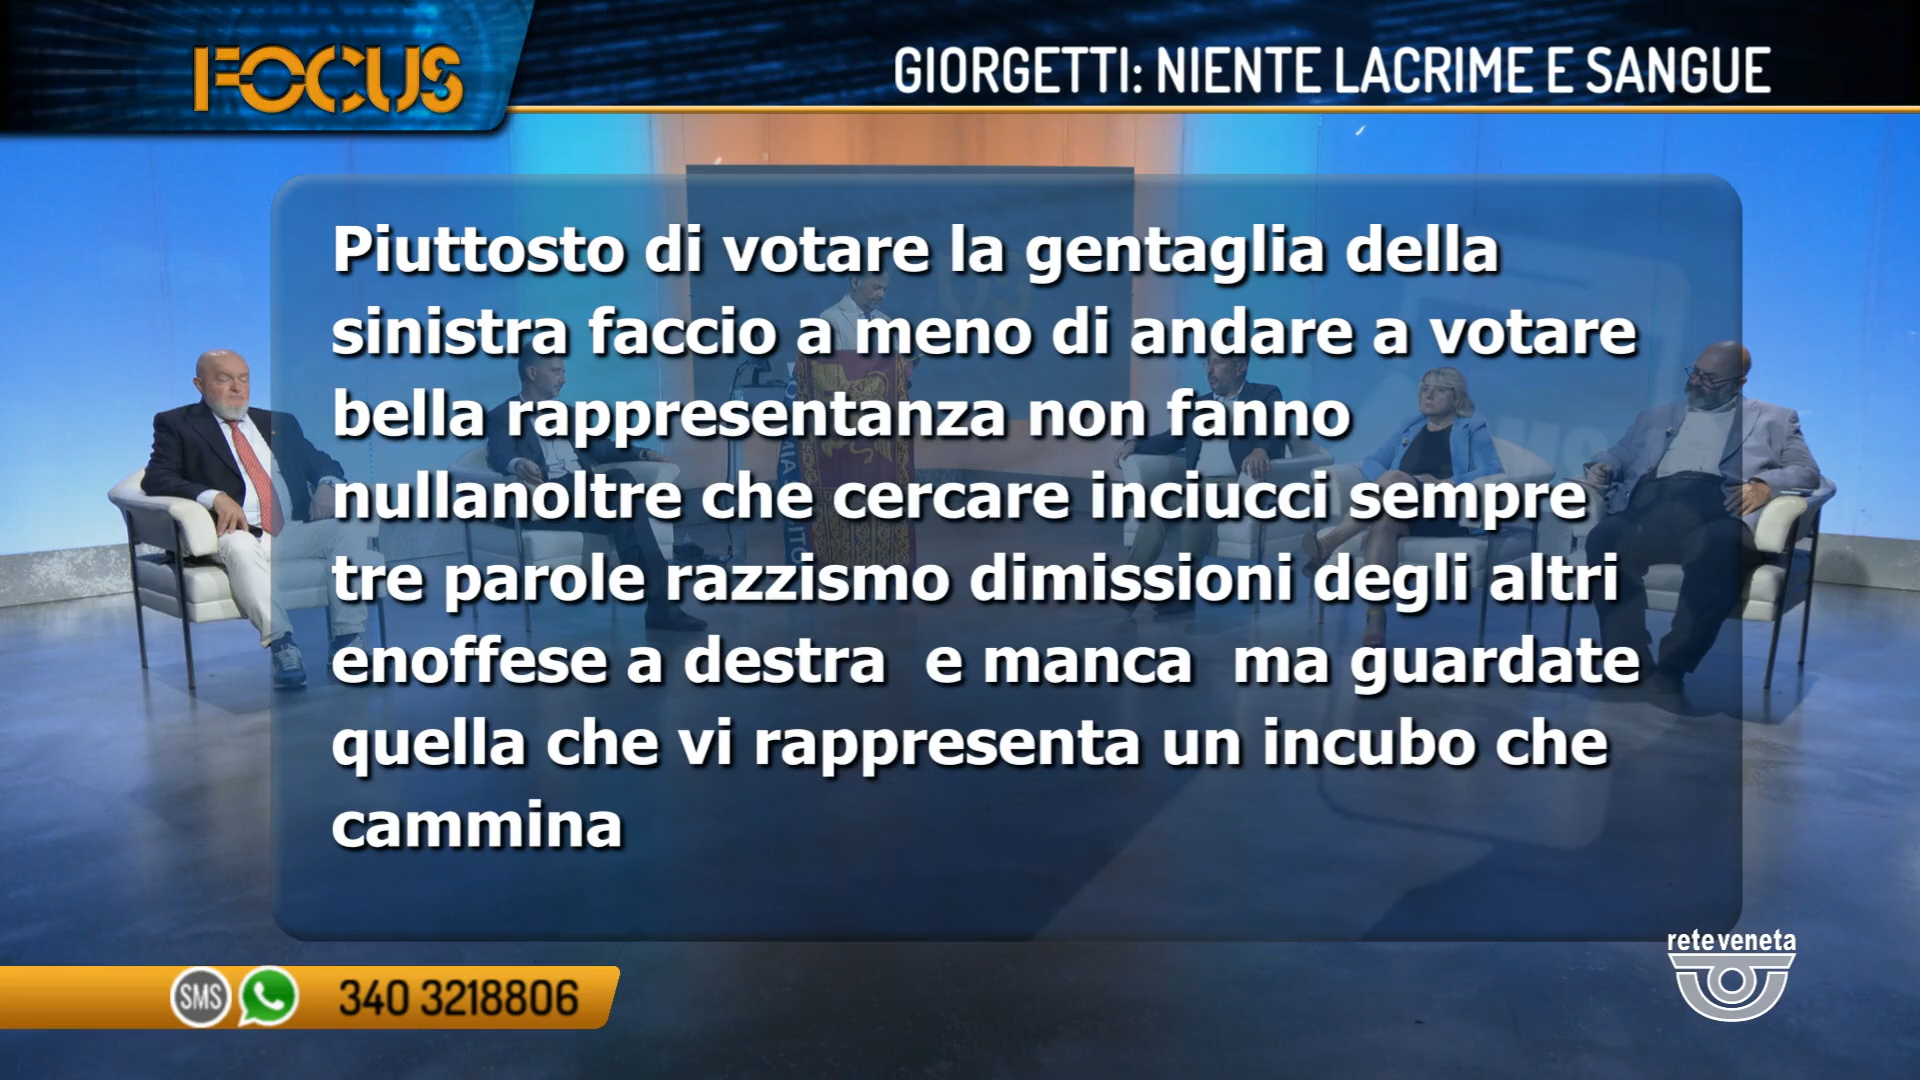 FOCUS
GIORGETTI: NIENTE LACRIME E SANGUE
Piuttosto di votare la gentaglia della
sinistra faccio a meno di andare a votare
bella rappresentanza non fanno
nullanoltre che cercare inciucci sempre
tre parole razzismo dimissioni degli altri
enoffese a destra e manca ma guardate
quella che vi rappresenta un incubo che
cammina
reteveneta
SMS
340 3218806